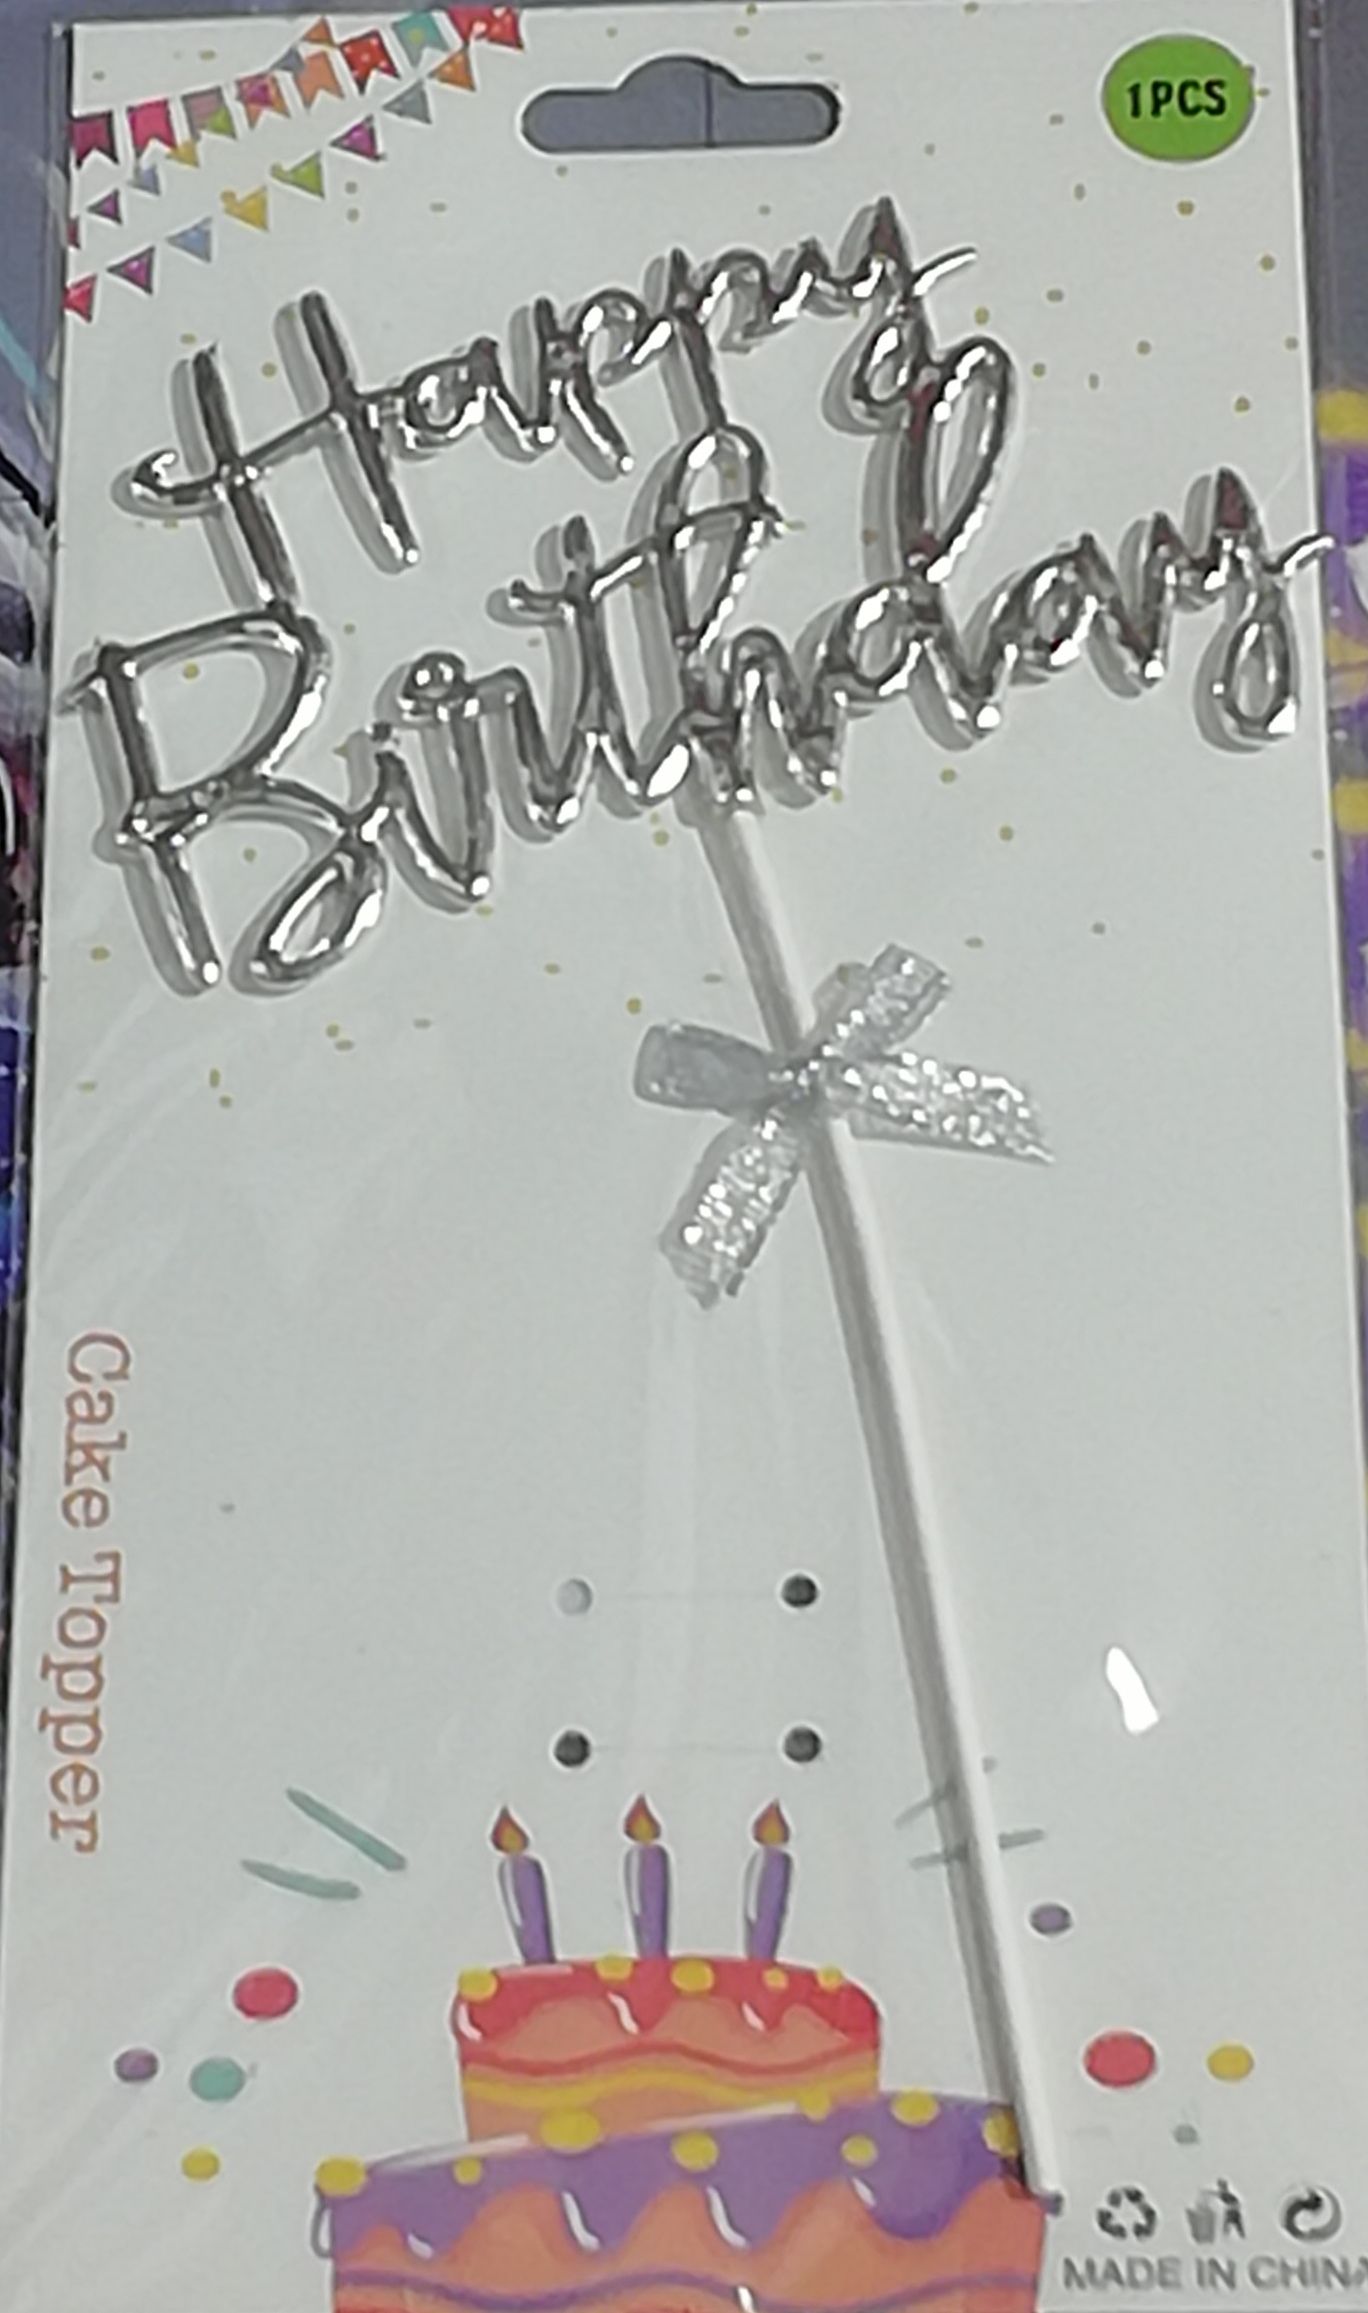 1PCS
Happy
Birthday
Cake Topper
MADE IN CHINA